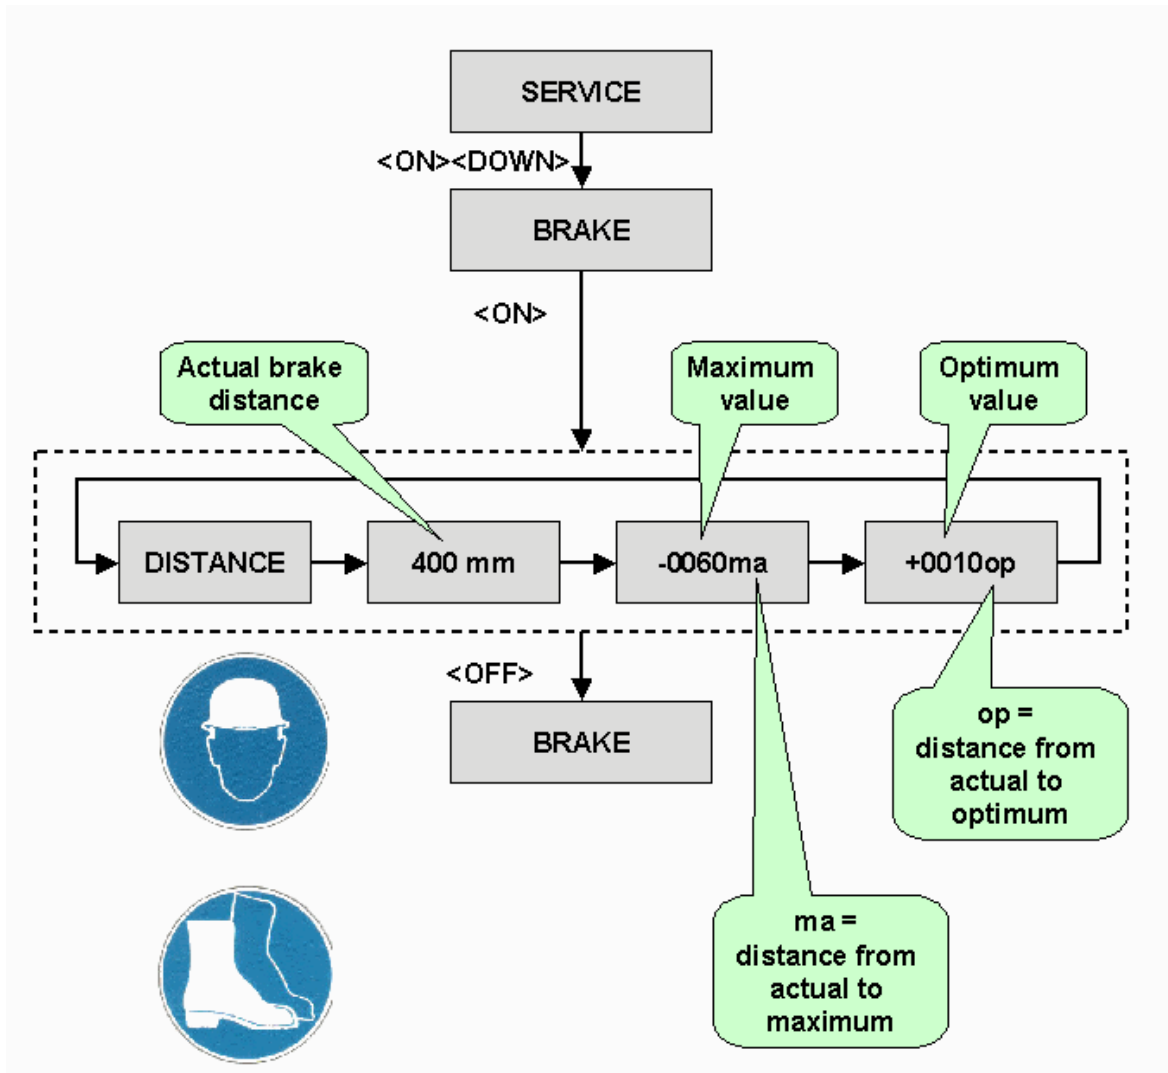 SERVICE
<ON><DOWN>
BRAKE
<ON>
Actual brake
distance
Maximum
value
Optimum
value
DISTANCE
400 mm
-0060ma
+0010op
<OFF>
BRAKE
op =
distance from
actual to
optimum
ma =
distance from
actual to
maximum